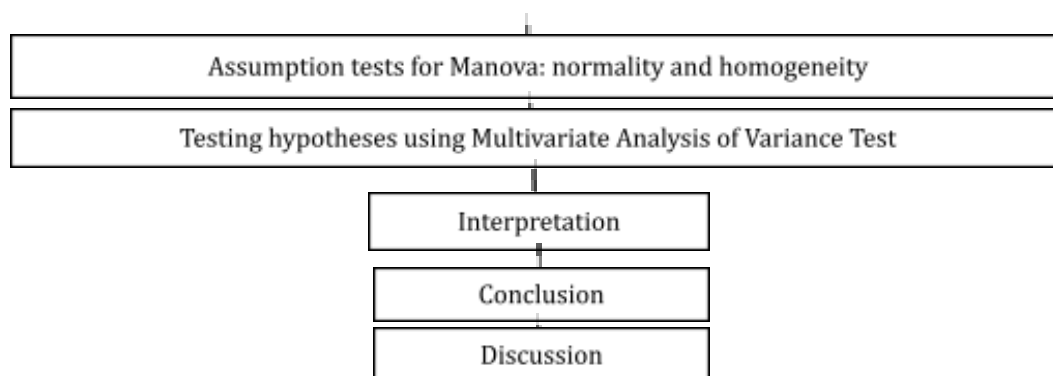 Assumption tests for Manova: normality and homogeneity
Testing hypotheses using Multivariate Analysis of Variance Test
Interpretation
Conclusion
Discussion